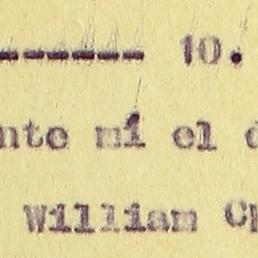 ------ 10.
nte mí el
William